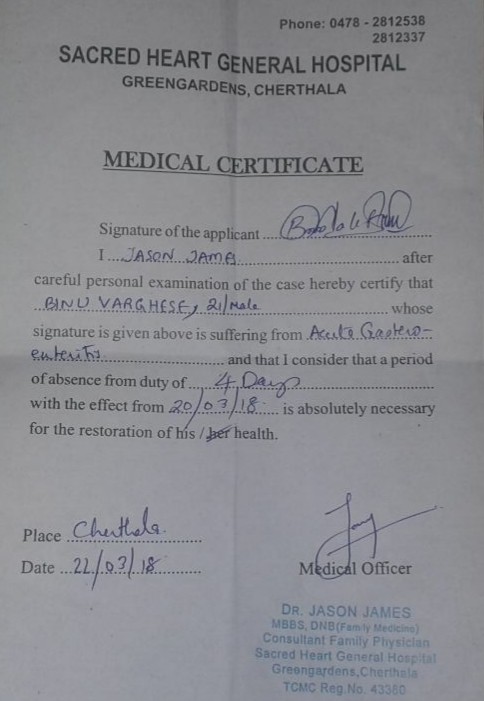 Phone: 0478 - 2812538
2812337
SACRED HEART GENERAL HOSPITAL
GREENGARDENS, CHERTHALA
MEDICAL CERTIFICATE
Signature of the applicant
I JASON JAMES after
careful personal examination of the case hereby certify that
BINU VARGHESE, 21/Male whose
signature is given above is suffering from Acute Gastero-
enteritis and that I consider that a period
of absence from duty of 4 Days
with the effect from 20/03/18 is absolutely necessary
for the restoration of his / her health.
Place Cherthala.
Date 22/03/18
Medical Officer
DR. JASON JAMES
MBBS, DNB(Family Medicine)
Consultant Family Physician
Sacred Heart General Hospital
Greengardens,Cherthala
TCMC Reg.No. 43380